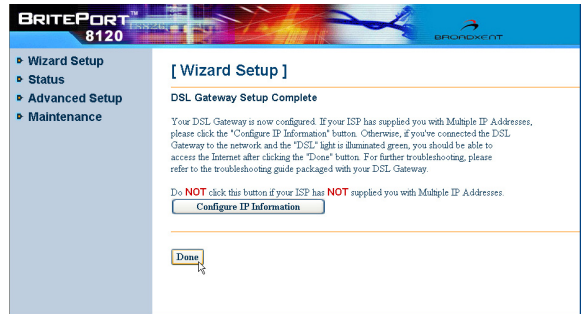 BRITEPORT™
8120
BROADXENT
Wizard Setup
Status
Advanced Setup
Maintenance
[ Wizard Setup ]
DSL Gateway Setup Complete
Your DSL Gateway is now configured. If your ISP has supplied you with Multiple IP Addresses,
please click the "Configure IP Information" button. Otherwise, if you've connected the DSL
Gateway to the network and the "DSL" light is illuminated green, you should be able to
access the Internet after clicking the "Done" button. For further troubleshooting, please
refer to the troubleshooting guide packaged with your DSL Gateway.
Do NOT click this button if your ISP has NOT supplied you with Multiple IP Addresses.
Configure IP Information
Done